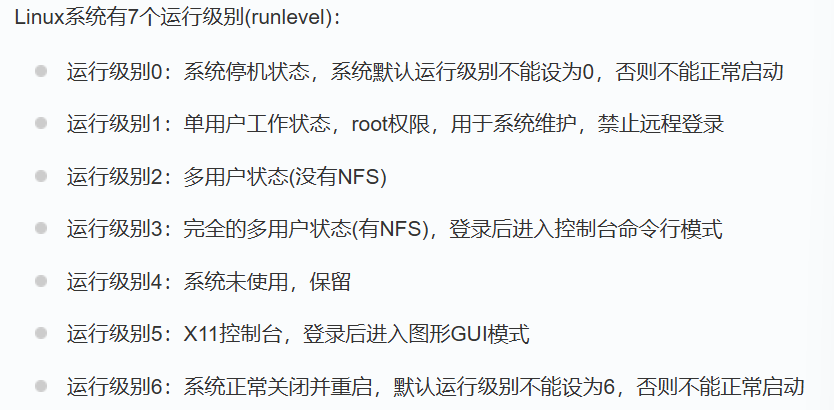 Linux系统有7个运行级别(runlevel)：
运行级别0：系统停机状态，系统默认运行级别不能设为0，否则不能正常启动
运行级别1：单用户工作状态，root权限，用于系统维护，禁止远程登录
运行级别2：多用户状态(没有NFS)
运行级别3：完全的多用户状态(有NFS)，登录后进入控制台命令行模式
运行级别4：系统未使用，保留
运行级别5：X11控制台，登录后进入图形GUI模式
运行级别6：系统正常关闭并重启，默认运行级别不能设为6，否则不能正常启动